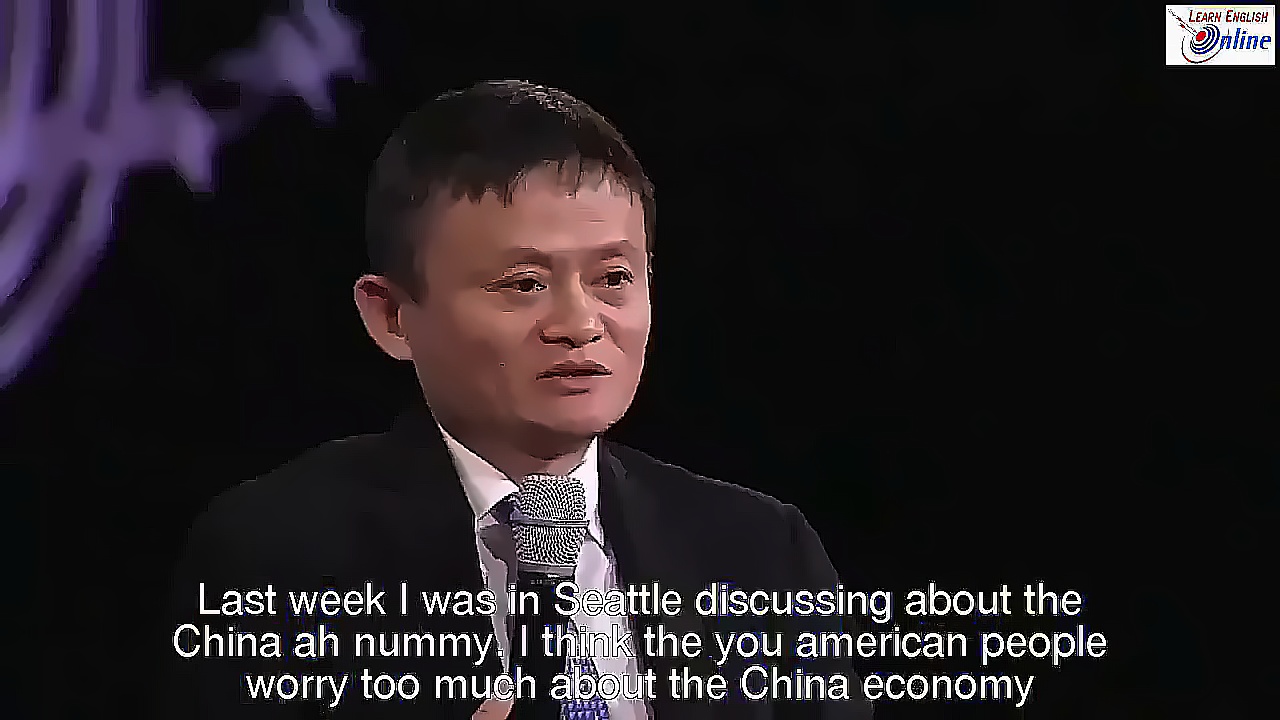 LEARN ENGLISH
Online
Last week I was in Seattle discussing about the
China ah nummy. I think the you american people
worry too much about the China economy